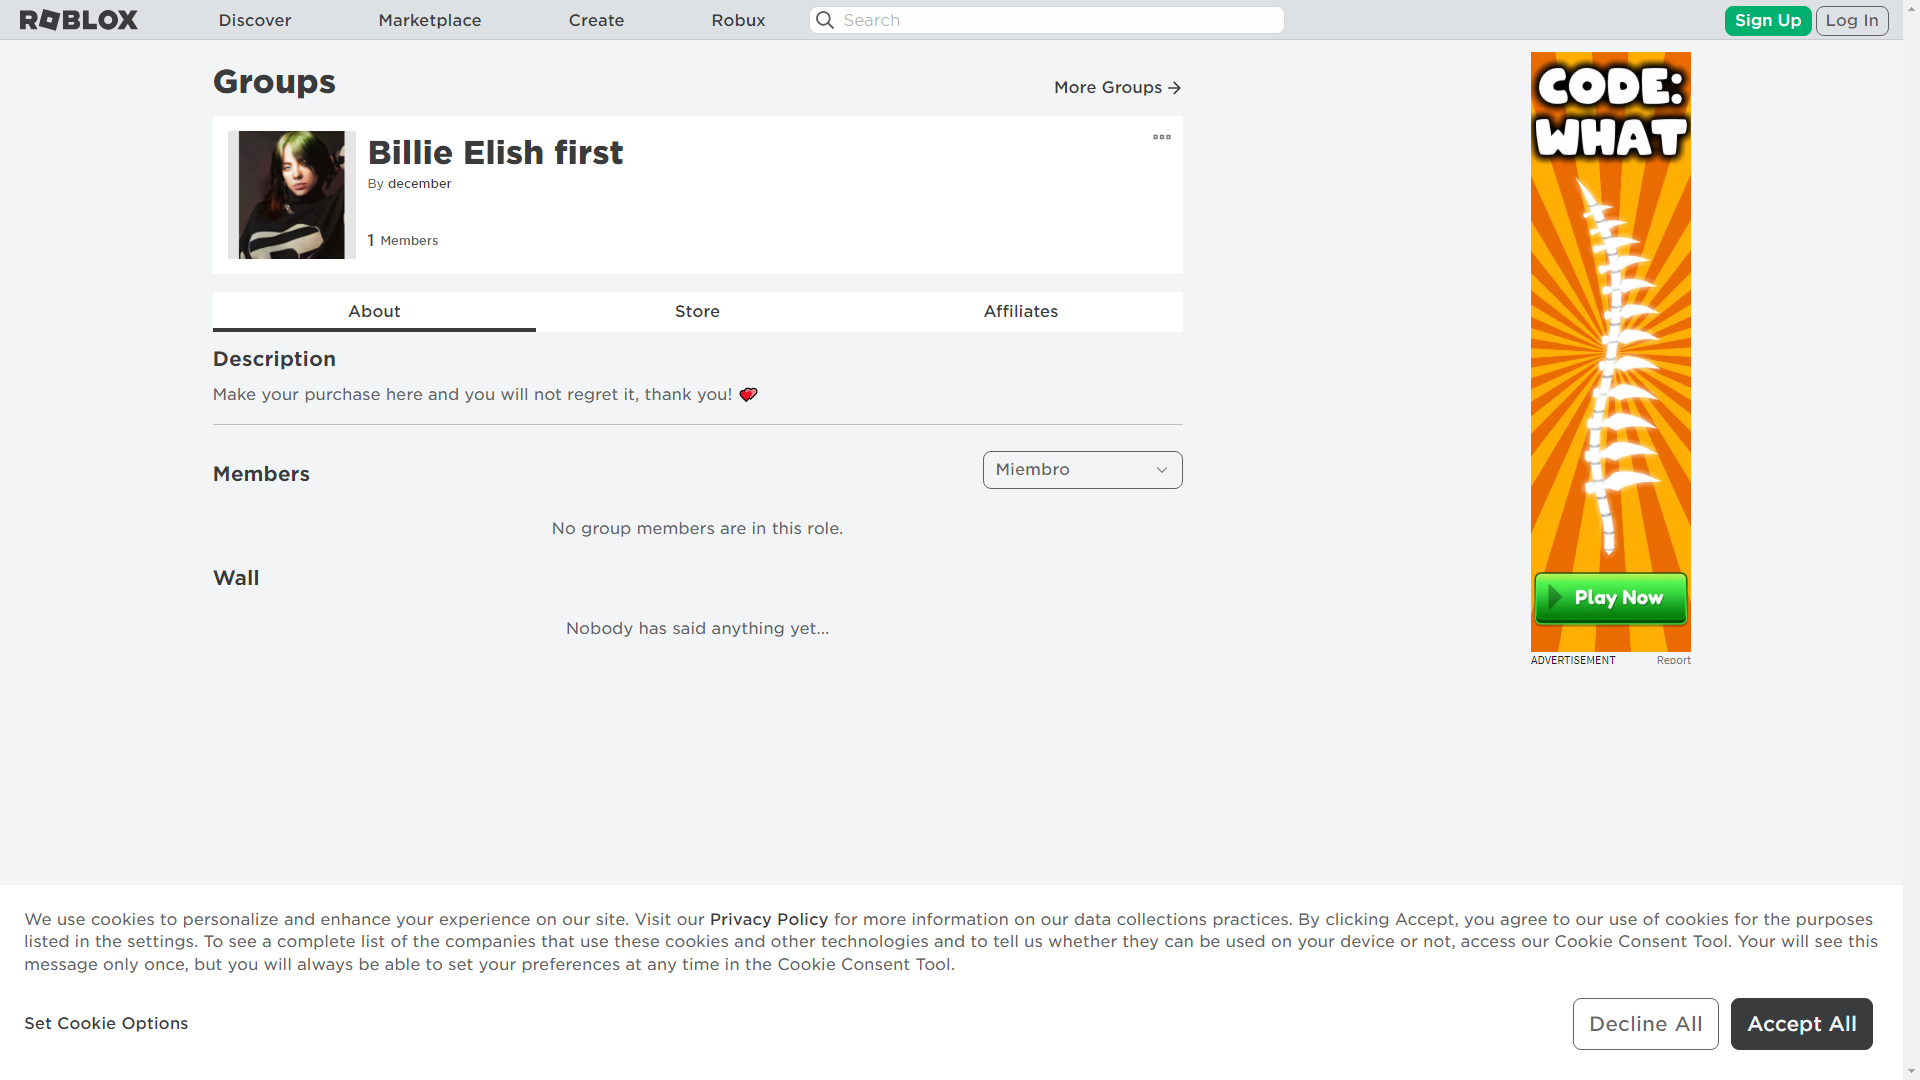 ROBLOX
Discover
Marketplace
Create
Robux
Search
Sign Up
Log In
Groups
More Groups
Billie Elish first
By december
1 Members
About
Store
Affiliates
Description
Make your purchase here and you will not regret it, thank you! 💕
Members
Miembro
No group members are in this role.
Wall
Nobody has said anything yet...
CODE:
WHAT
Play Now
ADVERTISEMENT
Report
We use cookies to personalize and enhance your experience on our site. Visit our Privacy Policy for more information on our data collections practices. By clicking Accept, you agree to our use of cookies for the purposes
listed in the settings. To see a complete list of the companies that use these cookies and other technologies and to tell us whether they can be used on your device or not, access our Cookie Consent Tool. Your will see this
message only once, but you will always be able to set your preferences at any time in the Cookie Consent Tool.
Set Cookie Options
Decline All
Accept All